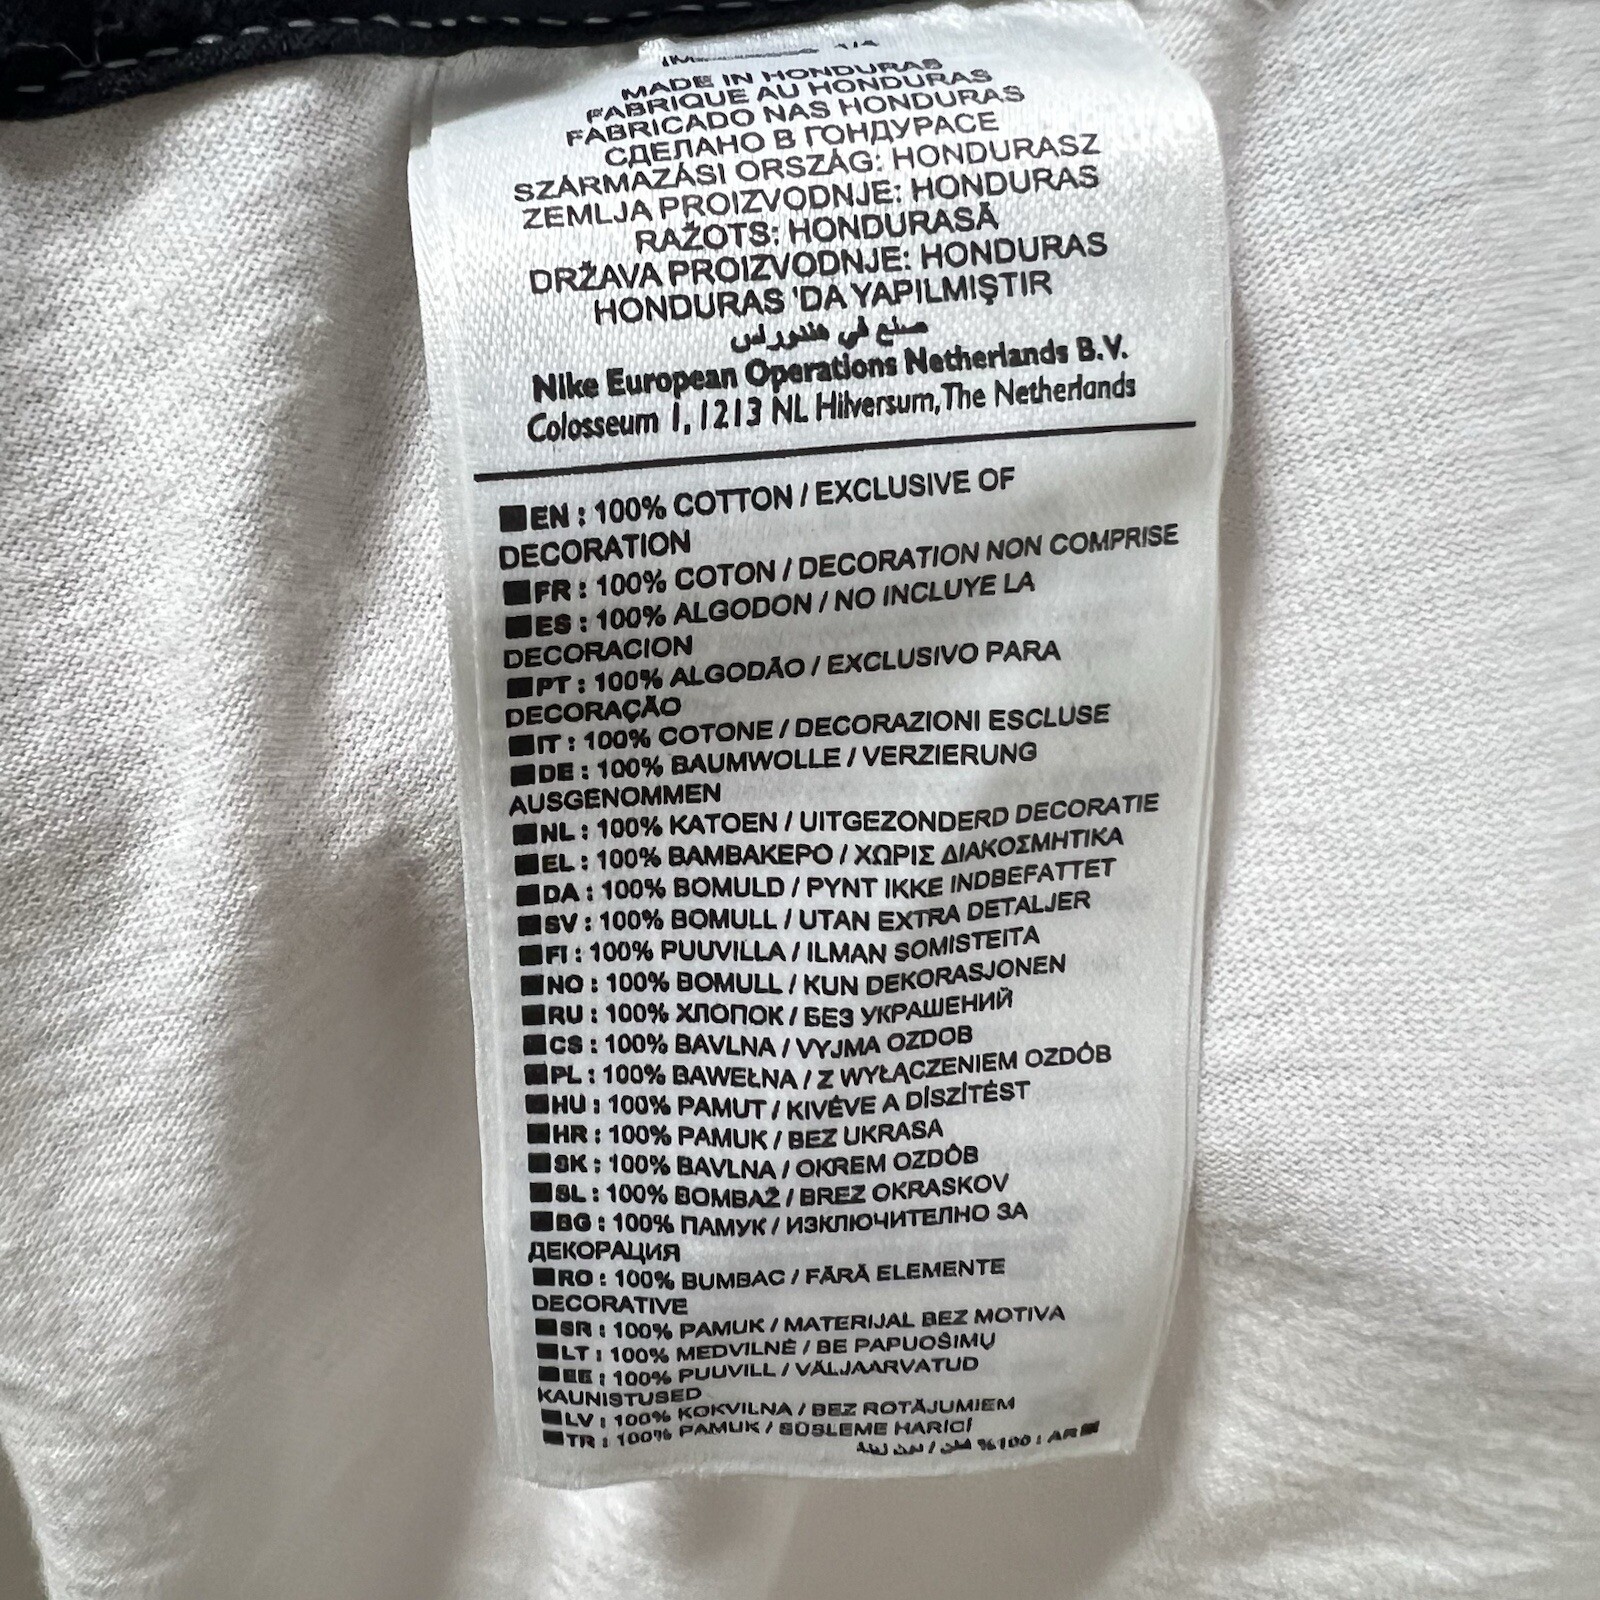 MADE IN HONDURAS
FABRIQUE AU HONDURAS
FABRICADO NAS HONDURAS
СДЕЛАНО В ГОНДУРАСЕ
SZÁRMAZÁSI ORSZÁG: HONDURASZ
ZEMLJA PROIZVODNJE: HONDURAS
RAŽOTS: HONDURASĀ
DRŽAVA PROIZVODNJE: HONDURAS
HONDURAS 'DA YAPILMIŞTIR
صنع في هندوراس
Nike European Operations Netherlands B.V.
Colosseum 1, 1213 NL Hilversum, The Netherlands
EN : 100% COTTON / EXCLUSIVE OF
DECORATION
FR : 100% COTON / DECORATION NON COMPRISE
ES : 100% ALGODON / NO INCLUYE LA
DECORACION
PT : 100% ALGODÃO / EXCLUSIVO PARA
DECORAÇÃO
IT : 100% COTONE / DECORAZIONI ESCLUSE
DE : 100% BAUMWOLLE / VERZIERUNG
AUSGENOMMEN
NL : 100% KATOEN / UITGEZONDERD DECORATIE
EL : 100% ΒΑΜΒΑΚΕΡΟ / ΧΩΡΙΣ ΔΙΑΚΟΣΜΗΤΙΚΑ
DA : 100% BOMULD / PYNT IKKE INDBEFATTET
SV : 100% BOMULL / UTAN EXTRA DETALJER
FI : 100% PUUVILLA / ILMAN SOMISTEITA
NO : 100% BOMULL / KUN DEKORASJONEN
RU : 100% ХЛОПОК / БЕЗ УКРАШЕНИЙ
CS : 100% BAVLNA / VYJMA OZDOB
PL : 100% BAWEŁNA / Z WYŁĄCZENIEM OZDÓB
HU : 100% PAMUT / KIVÉVE A DÍSZÍTÉST
HR : 100% PAMUK / BEZ UKRASA
SK : 100% BAVLNA / OKREM OZDÔB
SL : 100% BOMBAŽ / BREZ OKRASKOV
BG : 100% ПАМУК / ИЗКЛЮЧИТЕЛНО ЗА
ДЕКОРАЦИЯ
RO : 100% BUMBAC / FĂRĂ ELEMENTE
DECORATIVE
SR : 100% PAMUK / MATERIJAL BEZ MOTIVA
LT : 100% MEDVILNĖ / BE PAPUOŠIMŲ
EE : 100% PUUVILL / VÄLJAARVATUD
KAUNISTUSED
LV : 100% KOKVILNA / BEZ ROTĀJUMIEM
TR : 100% PAMUK / SÜSLEME HARİCİ
%100 : AR